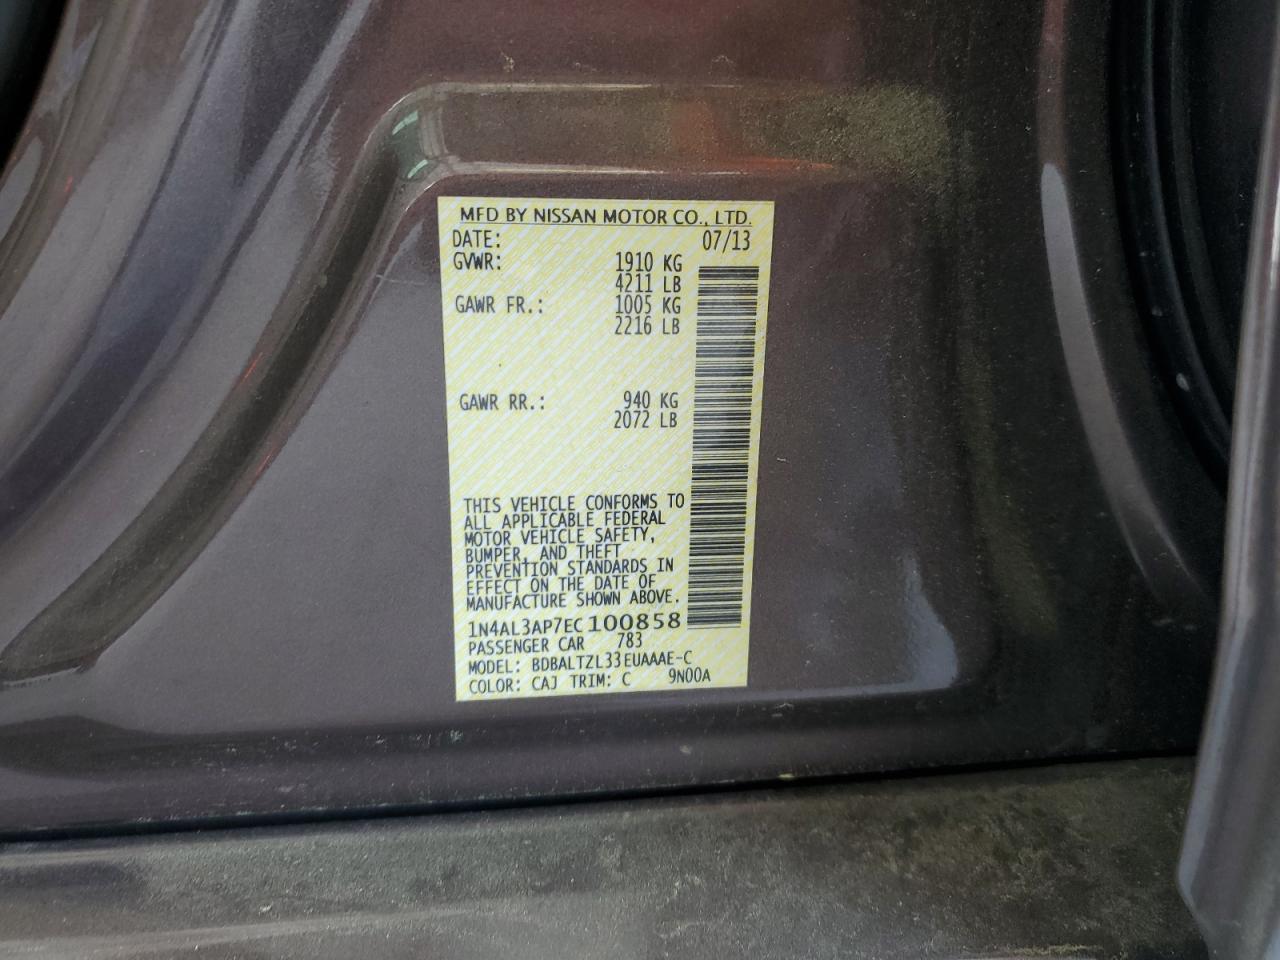 MFD BY NISSAN MOTOR CO., LTD.
DATE: 07/13
GVWR: 1910 KG
4211 LB
GAWR FR.: 1005 KG
2216 LB
GAWR RR.: 940 KG
2072 LB
THIS VEHICLE CONFORMS TO
ALL APPLICABLE FEDERAL
MOTOR VEHICLE SAFETY,
BUMPER, AND THEFT
PREVENTION STANDARDS IN
EFFECT ON THE DATE OF
MANUFACTURE SHOWN ABOVE.
1N4AL3AP7EC100858
PASSENGER CAR 783
MODEL: BDBALTZL33EUAAAE-C
COLOR: CAJ TRIM: C 9N00A